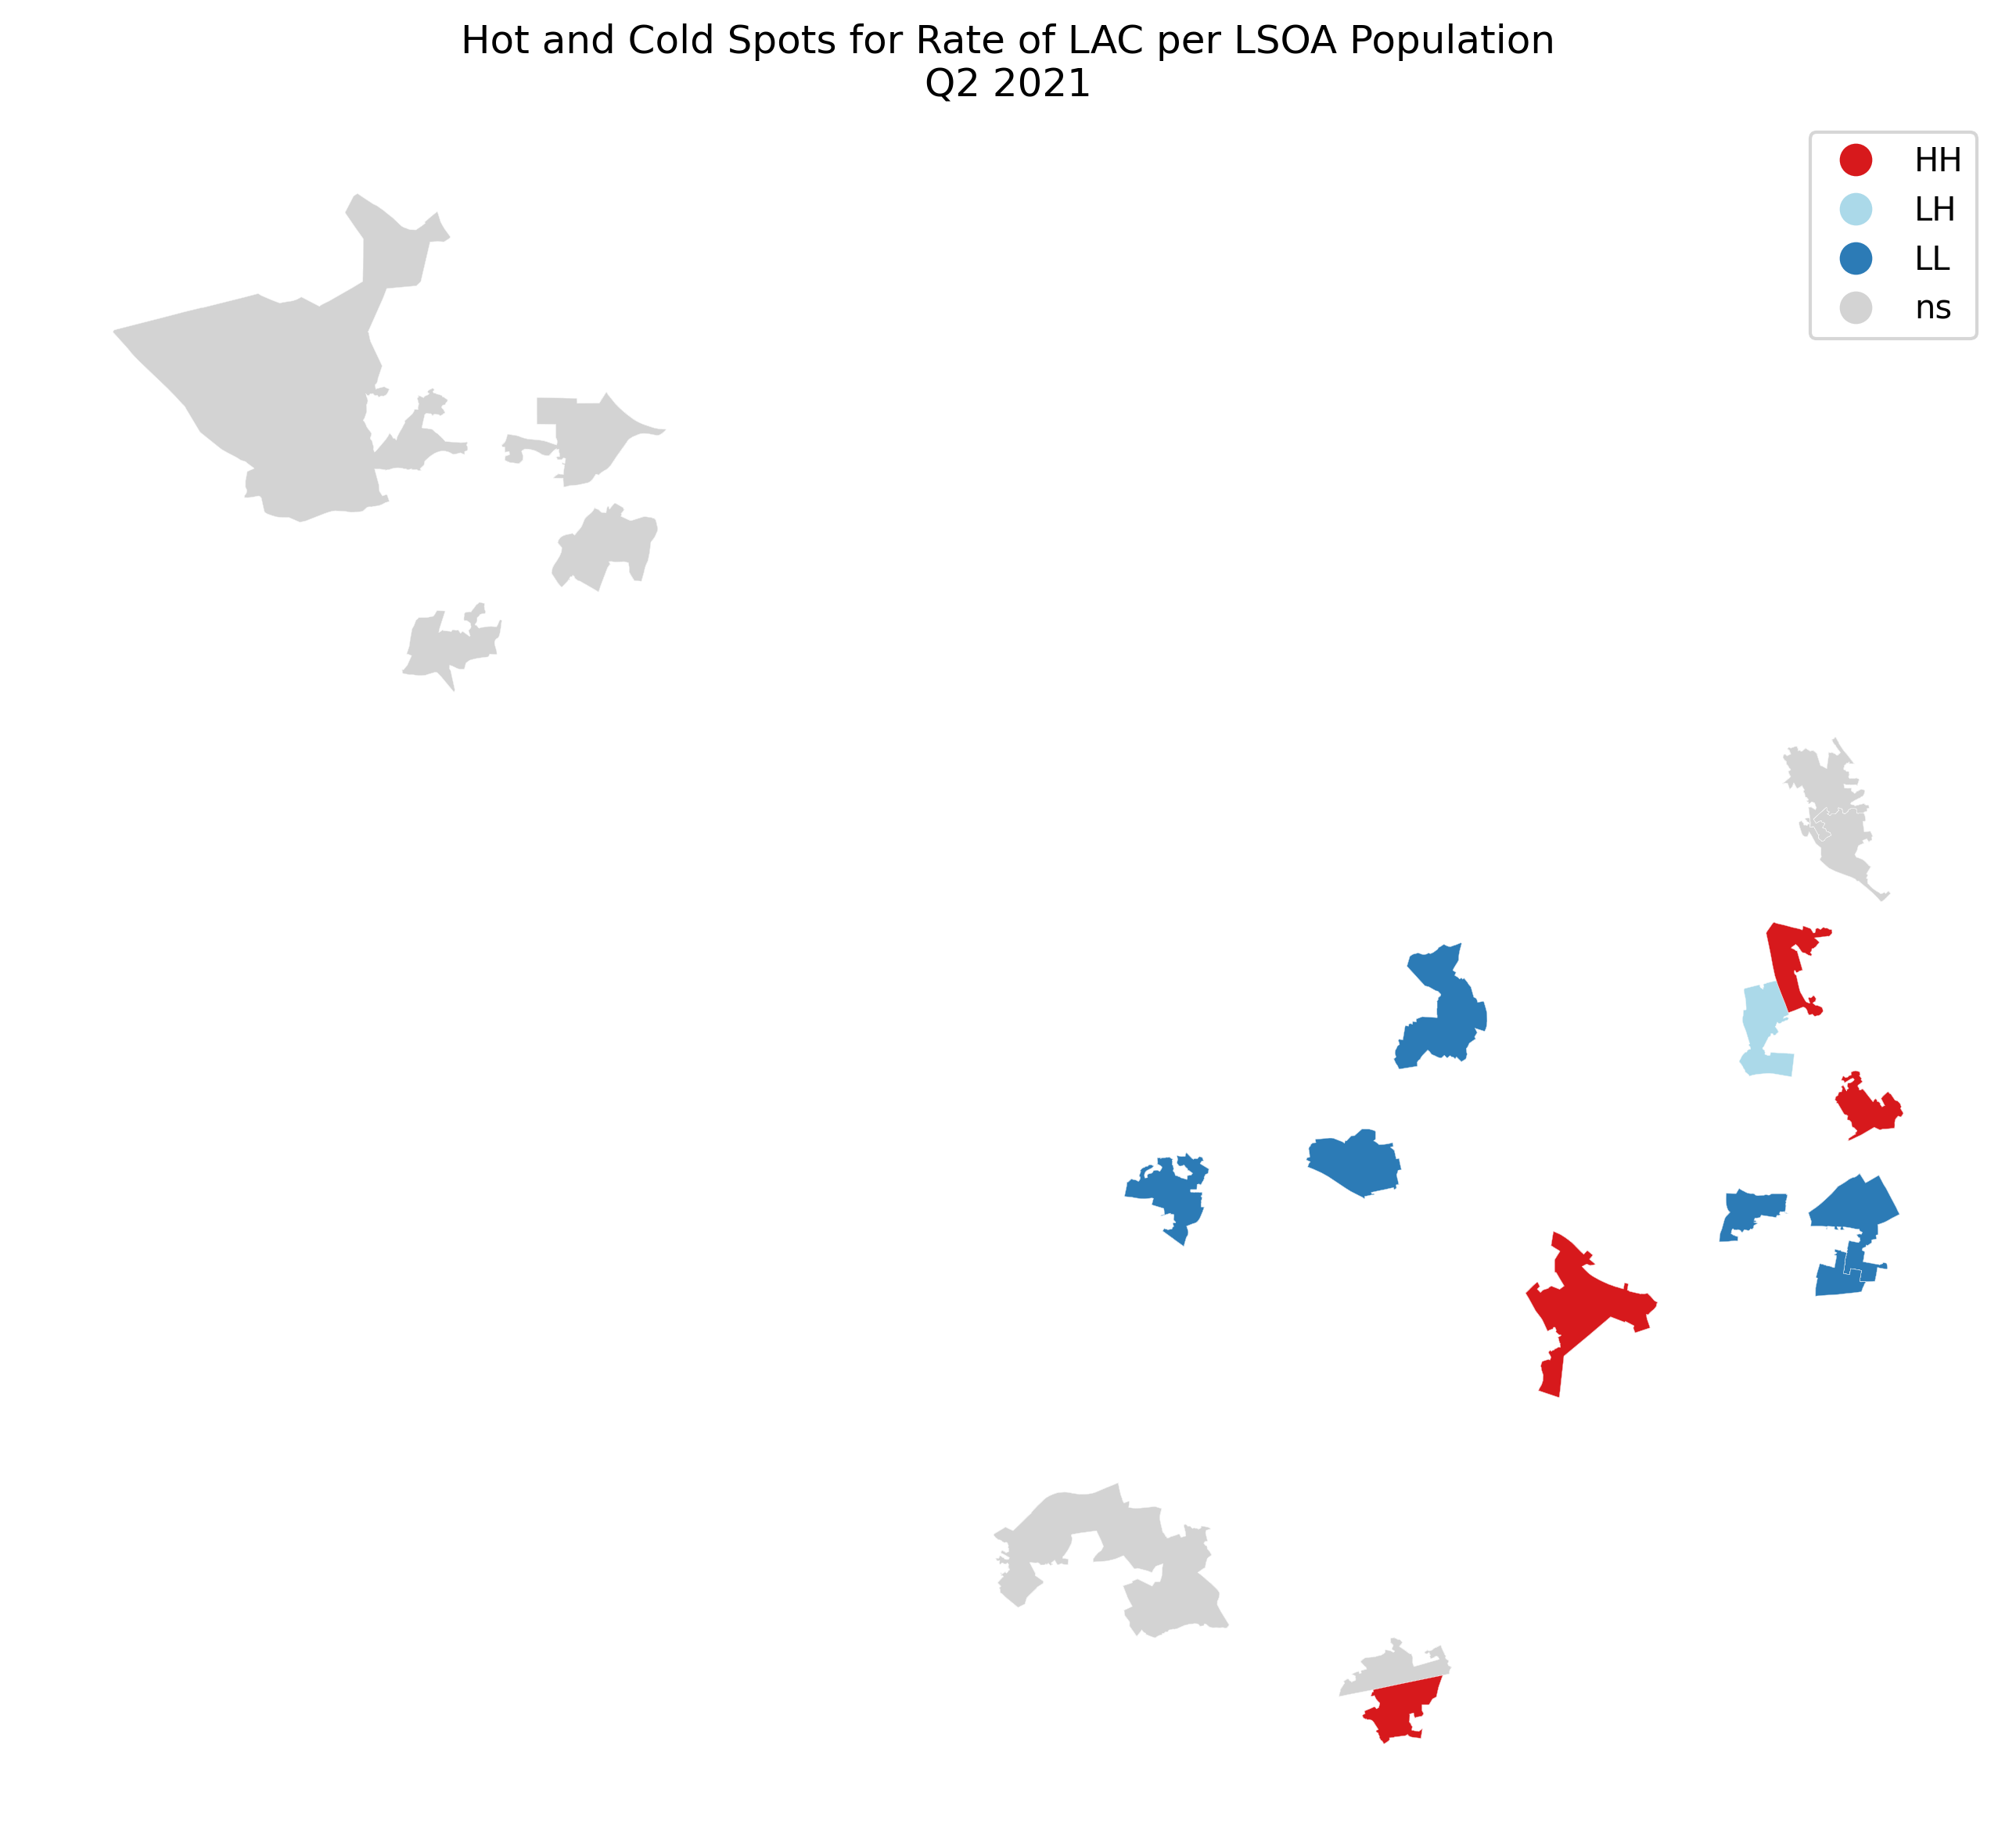 Hot and Cold Spots for Rate of LAC per LSOA Population
Q2 2021
HH
LH
LL
ns